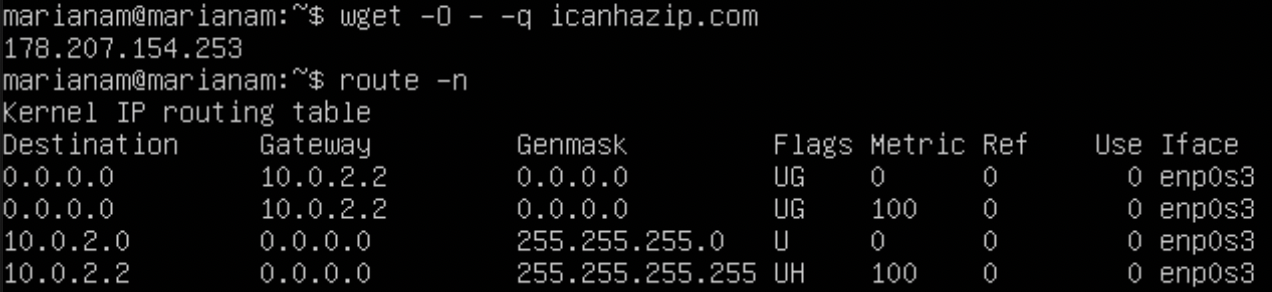 marianam@marianam:~$ wget -O - -q icanhazip.com
178.207.154.253
marianam@marianam:~$ route -n
Kernel IP routing table
Destination Gateway Genmask Flags Metric Ref Use Iface
0.0.0.0 10.0.2.2 0.0.0.0 UG 0 0 0 enp0s3
0.0.0.0 10.0.2.2 0.0.0.0 UG 100 0 0 enp0s3
10.0.2.0 0.0.0.0 255.255.255.0 U 0 0 0 enp0s3
10.0.2.2 0.0.0.0 255.255.255.255 UH 100 0 0 enp0s3